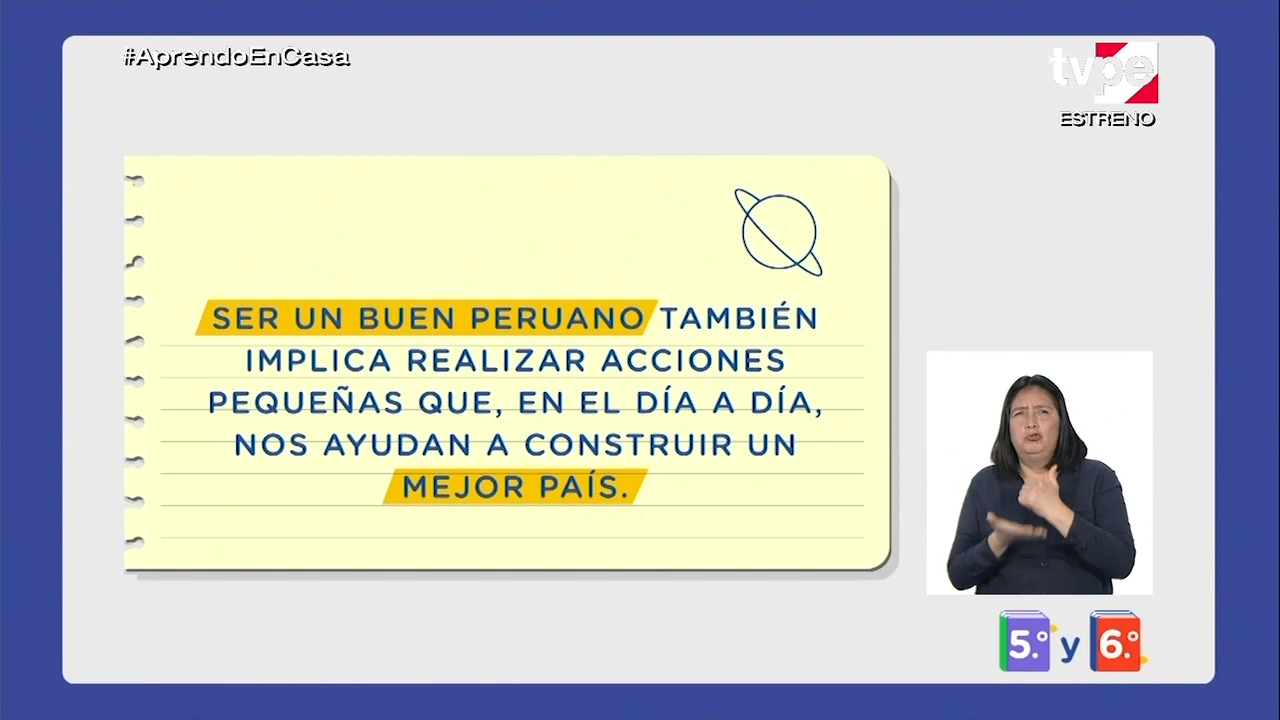 #AprendoEnCasa
tvpe
ESTRENO
SER UN BUEN PERUANO TAMBIÉN
IMPLICA REALIZAR ACCIONES
PEQUEÑAS QUE, EN EL DÍA A DÍA,
NOS AYUDAN A CONSTRUIR UN
MEJOR PAÍS.
5.º y 6.º